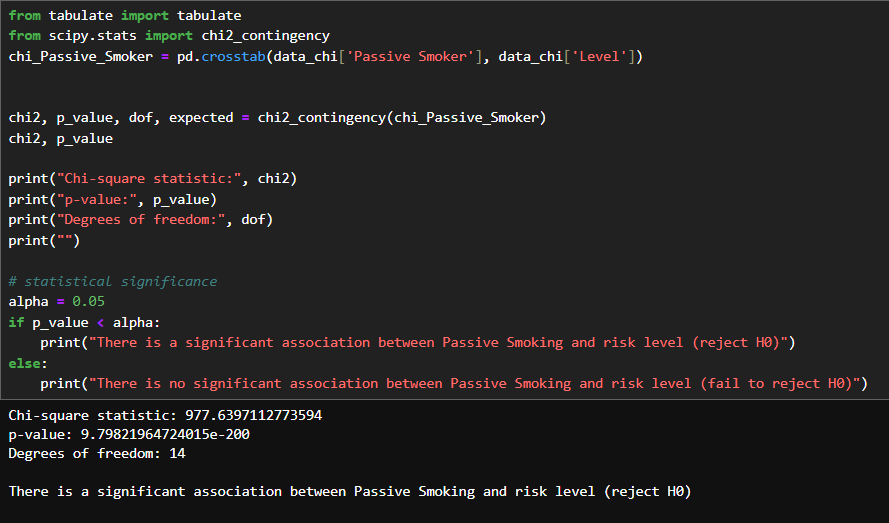 from tabulate import tabulate
from scipy.stats import chi2_contingency
chi_Passive_Smoker = pd.crosstab(data_chi['Passive Smoker'], data_chi['Level'])
chi2, p_value, dof, expected = chi2_contingency(chi_Passive_Smoker)
chi2, p_value
print("Chi-square statistic:", chi2)
print("p-value:", p_value)
print("Degrees of freedom:", dof)
print("")
# statistical significance
alpha = 0.05
if p_value < alpha:
    print("There is a significant association between Passive Smoking and risk level (reject H0)")
else:
    print("There is no significant association between Passive Smoking and risk level (fail to reject H0)")
Chi-square statistic: 977.6397112773594
p-value: 9.79821964724015e-200
Degrees of freedom: 14
There is a significant association between Passive Smoking and risk level (reject H0)